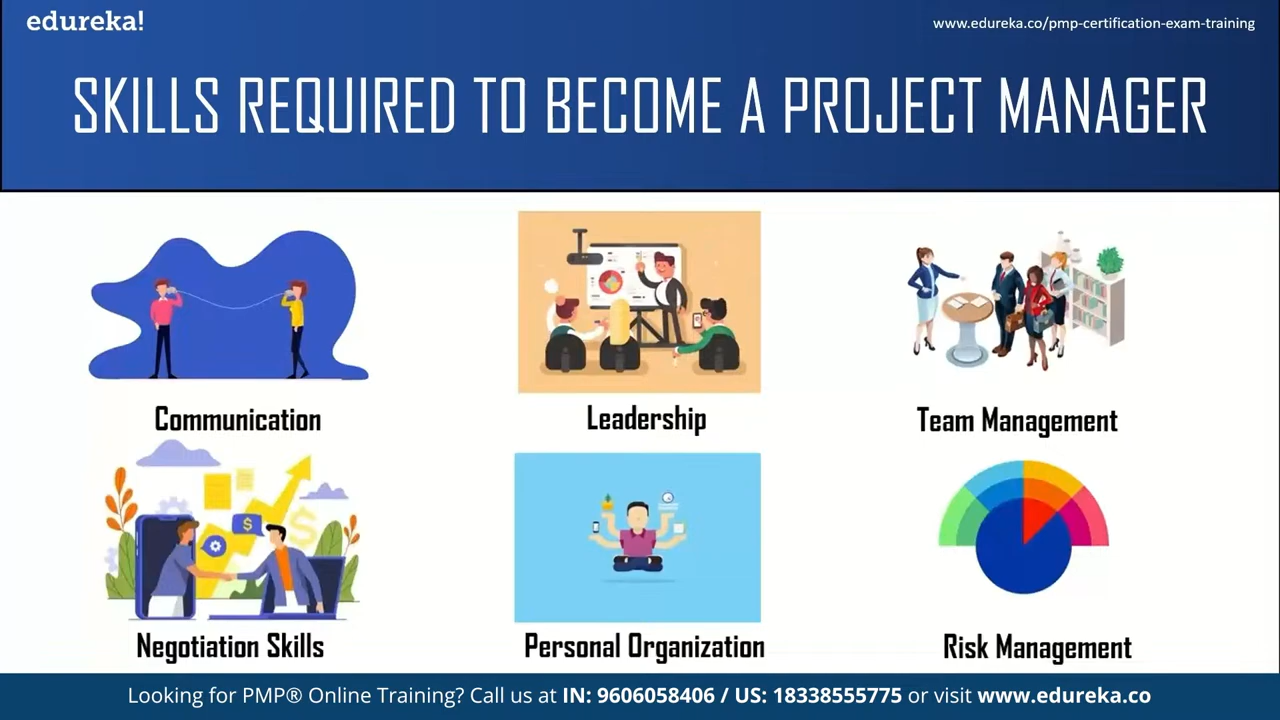 edureka!
www.edureka.co/pmp-certification-exam-training
SKILLS REQUIRED TO BECOME A PROJECT MANAGER
Communication
Leadership
Team Management
$
$
Negotiation Skills
Personal Organization
Risk Management
Looking for PMP® Online Training? Call us at IN: 9606058406 / US: 18338555775 or visit www.edureka.co